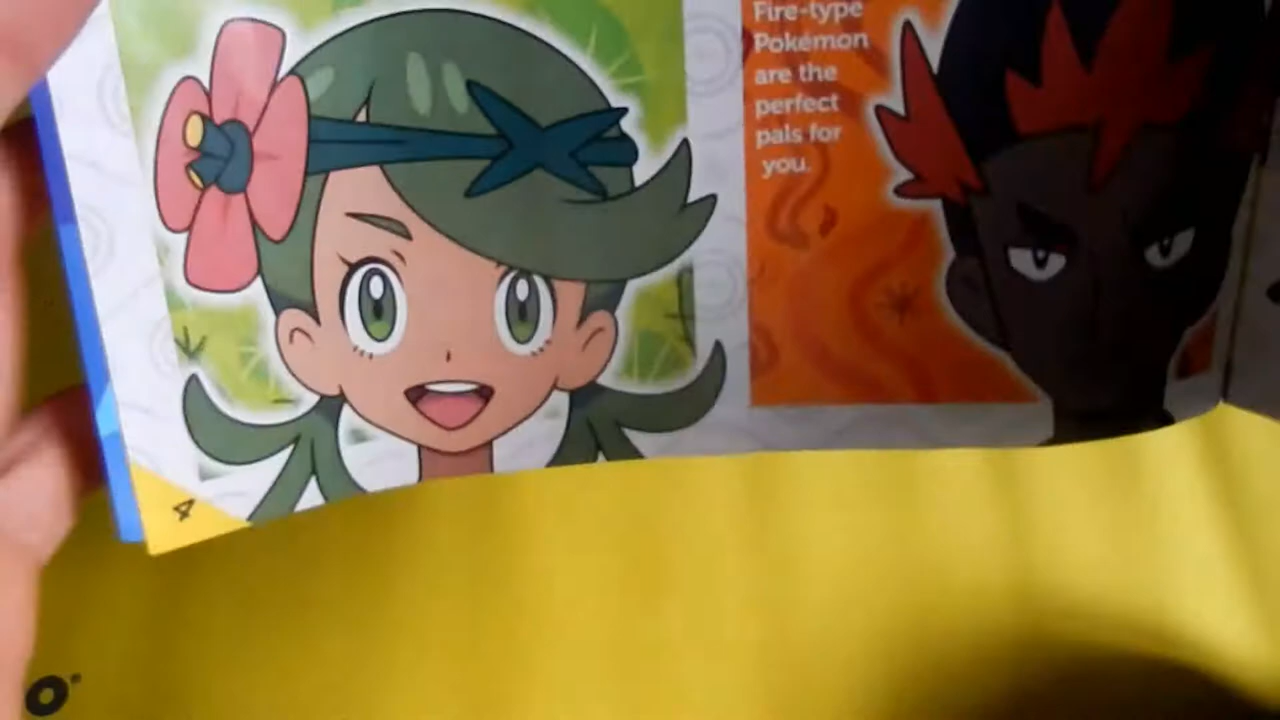 Fire-type
Pokémon
are the
perfect
pals for
you.
4